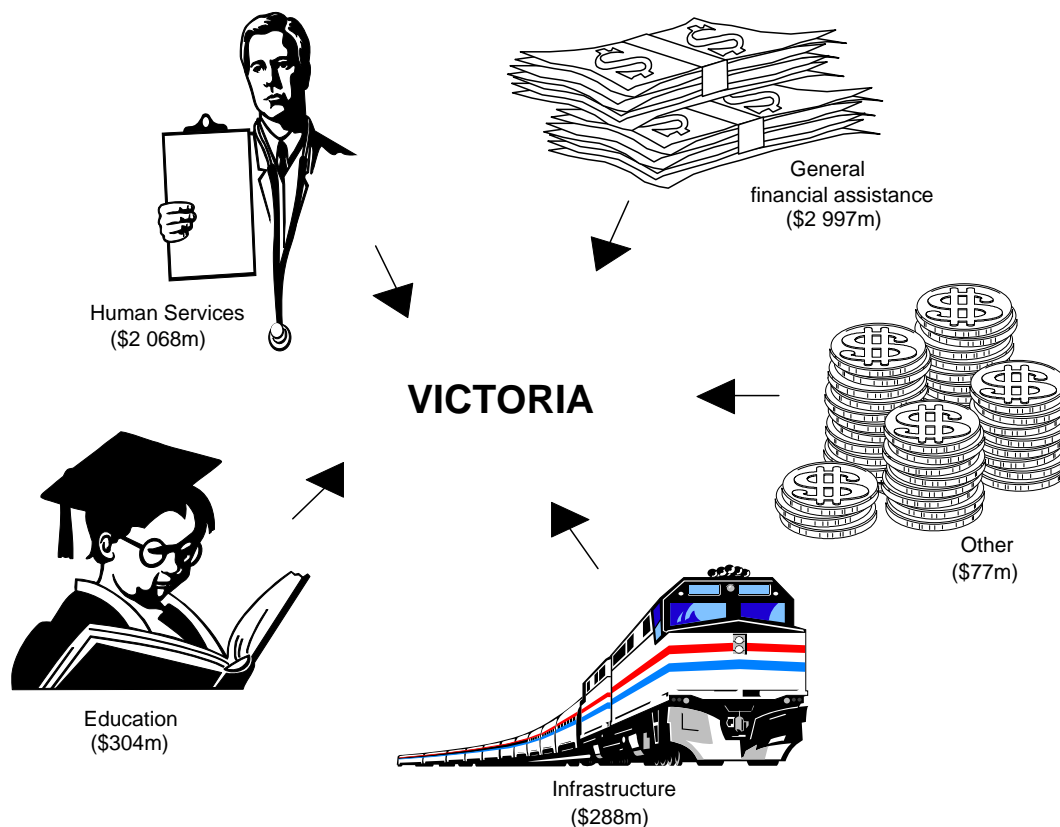 General
financial assistance
($2 997m)
Human Services
($2 068m)
VICTORIA
Other
($77m)
Education
($304m)
Infrastructure
($288m)